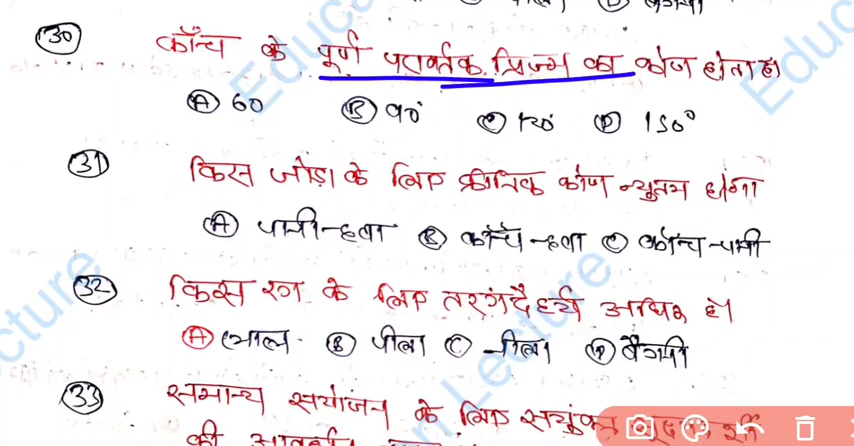 30 काँच के पूर्ण परावर्तक प्रिज्म का कोण होता है।
A 60 B 90° C 120° D 180°
31 किस जोड़ा के लिए क्रांतिक कोण न्युनतम होगा
A पानी-हवा B काँच-हवा C काँच-पानी
32 किस रंग के लिए तरंगदैर्ध्य अधिक हो।
A लाल B पीला C नीला D बैंगनी
33 समान्य संयोजन के लिए सयुंक्त
की